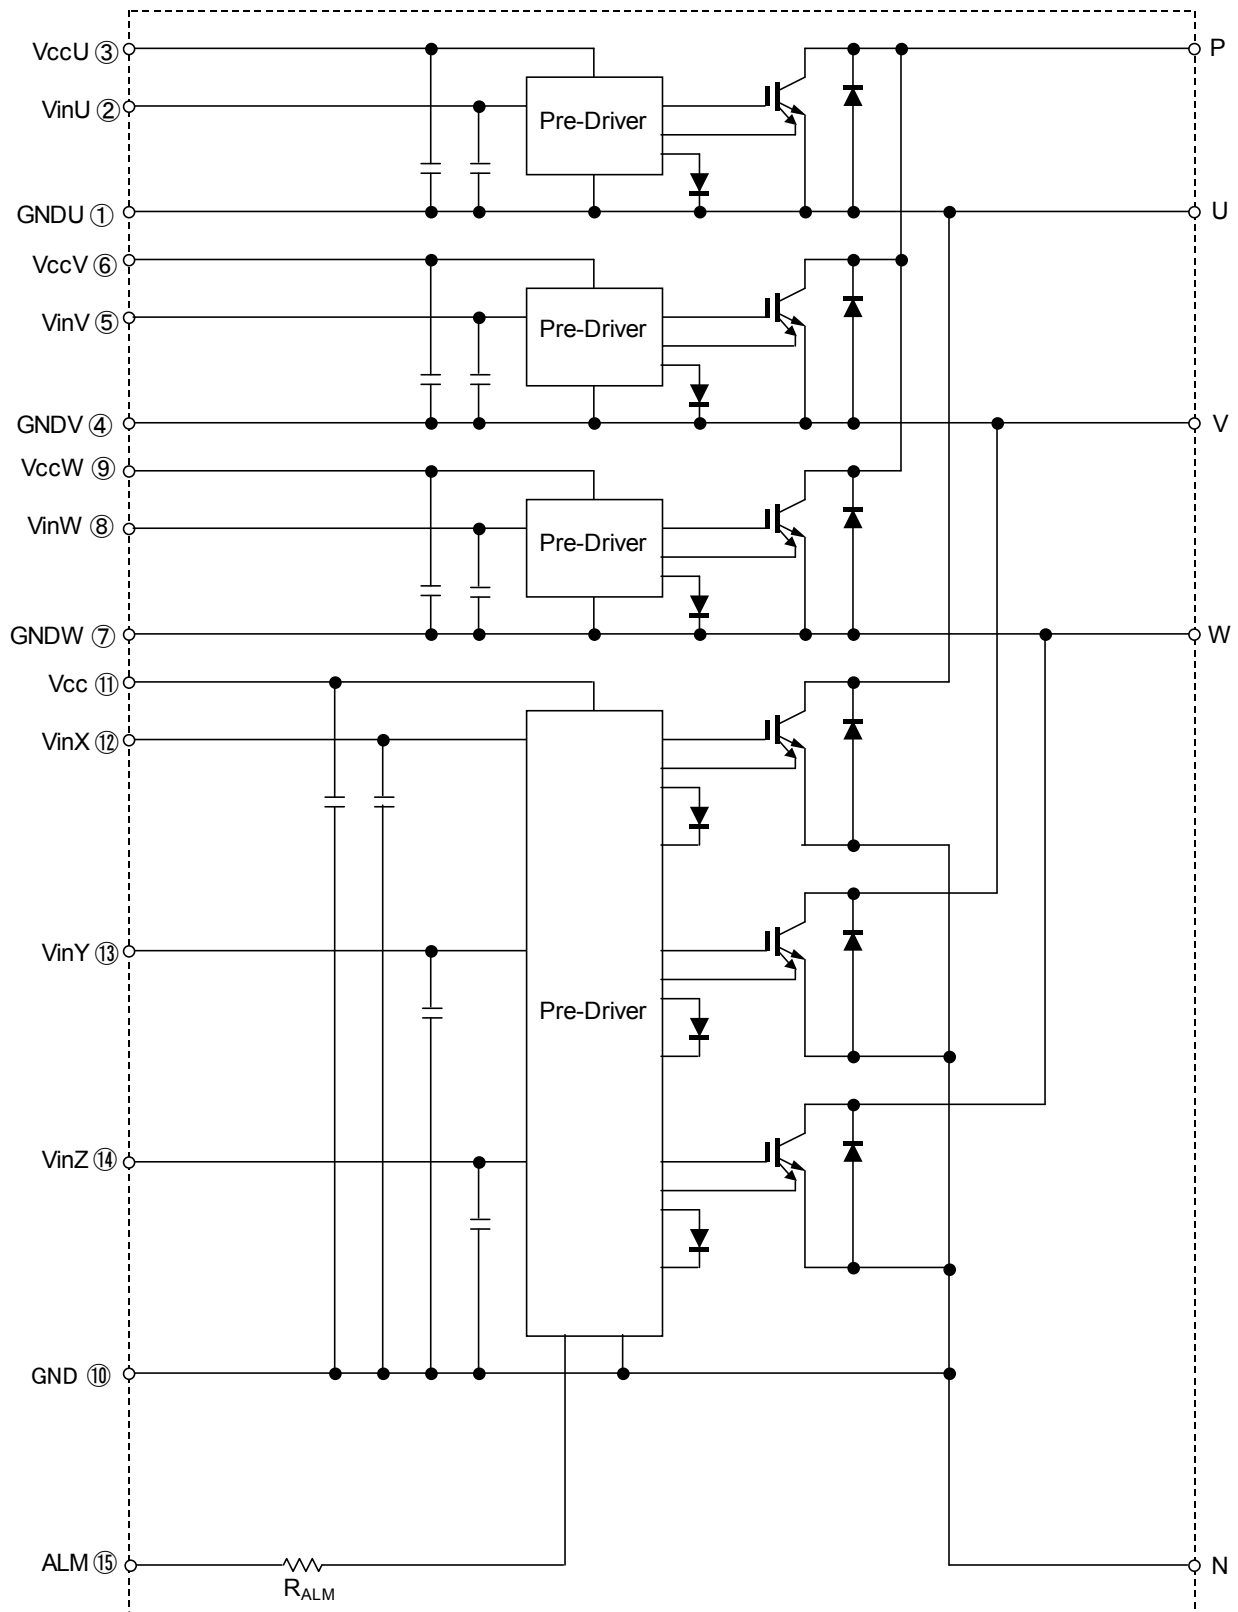 VccU ③
P
VinU ②
Pre-Driver
GNDU ①
U
VccV ⑥
VinV ⑤
Pre-Driver
GNDV ④
V
VccW ⑨
VinW ⑧
Pre-Driver
GNDW ⑦
W
Vcc ⑪
VinX ⑫
VinY ⑬
Pre-Driver
VinZ ⑭
GND ⑩
ALM ⑮
RALM
N